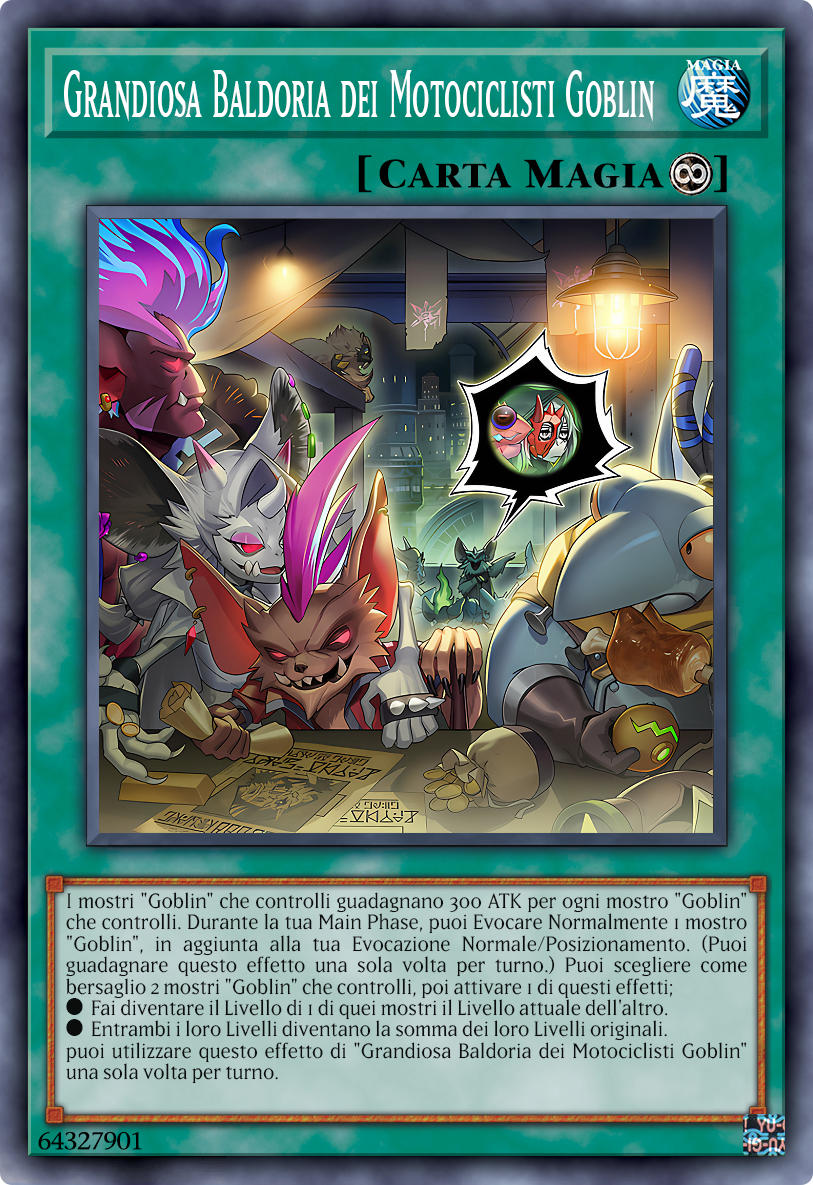 Grandiosa Baldoria dei Motociclisti Goblin
MAGIA
魔
[Carta Magia]
I mostri "Goblin" che controlli guadagnano 300 ATK per ogni mostro "Goblin"
che controlli. Durante la tua Main Phase, puoi Evocare Normalmente 1 mostro
"Goblin", in aggiunta alla tua Evocazione Normale/Posizionamento. (Puoi
guadagnare questo effetto una sola volta per turno.) Puoi scegliere come
bersaglio 2 mostri "Goblin" che controlli, poi attivare 1 di questi effetti;
● Fai diventare il Livello di 1 di quei mostri il Livello attuale dell'altro.
● Entrambi i loro Livelli diventano la somma dei loro Livelli originali.
puoi utilizzare questo effetto di "Grandiosa Baldoria dei Motociclisti Goblin"
una sola volta per turno.
64327901